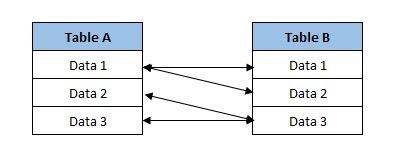 Table A
Data 1
Data 2
Data 3
Table B
Data 1
Data 2
Data 3